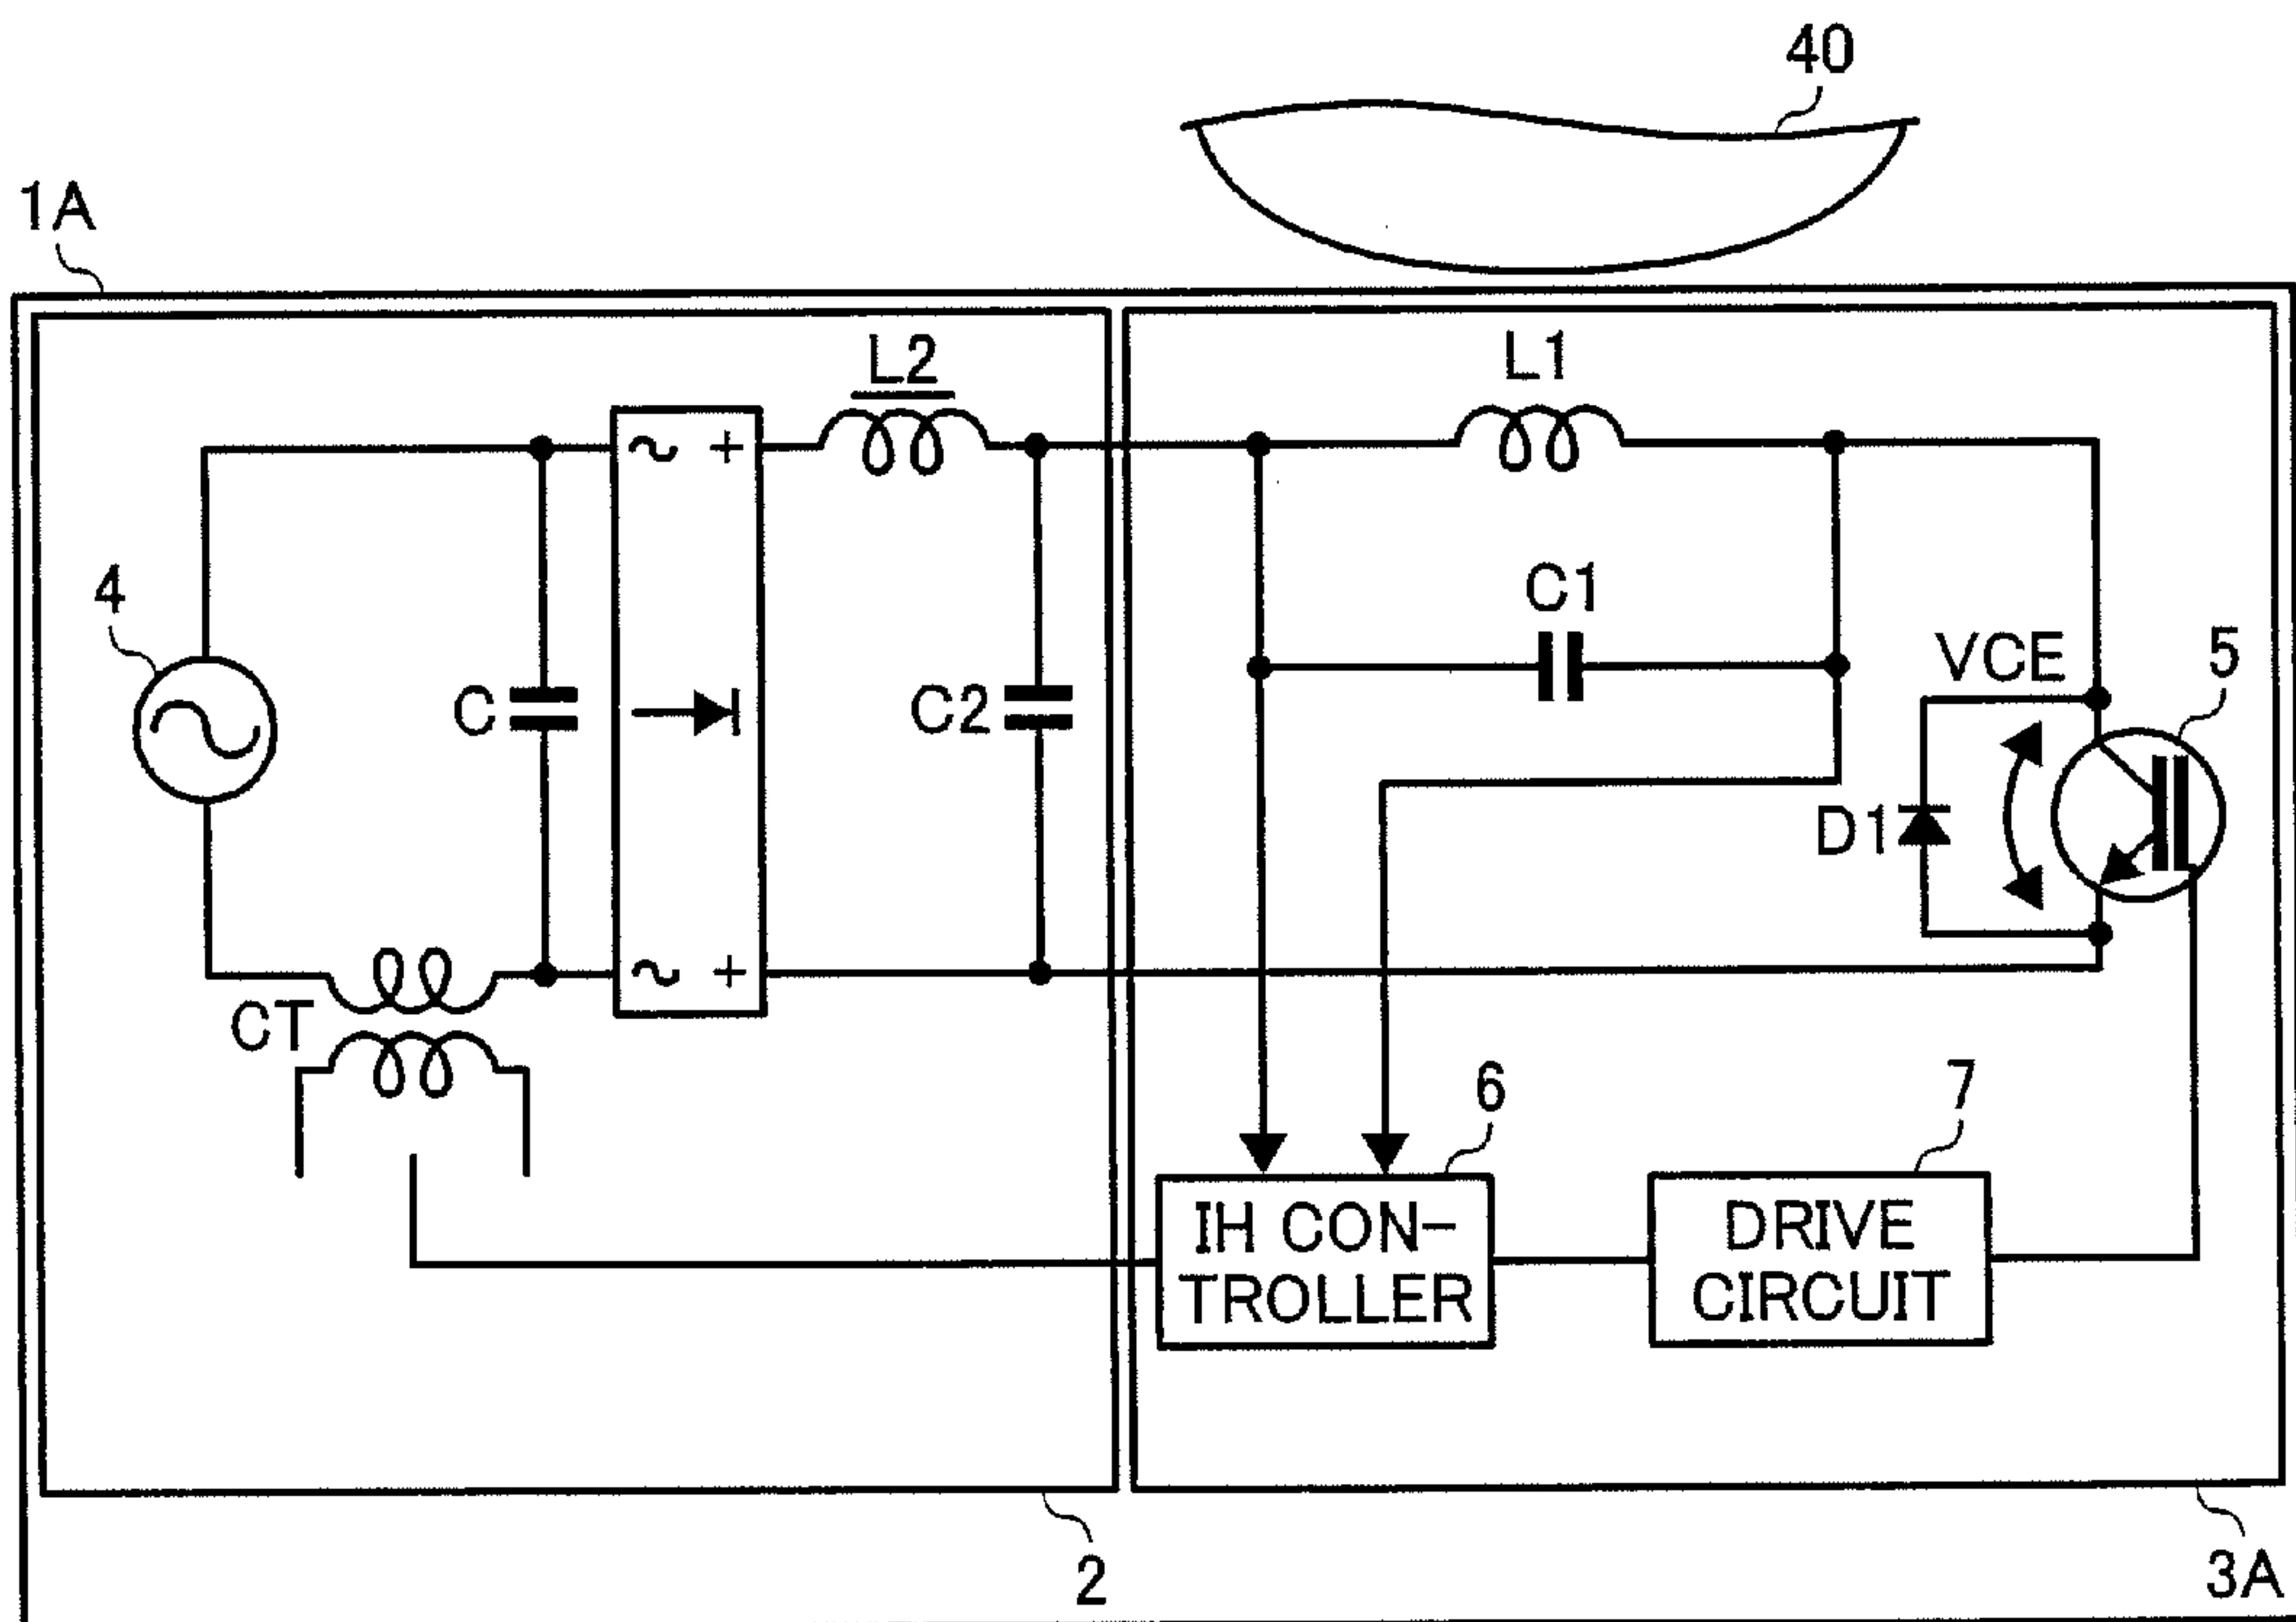 40
1A
L2
L1
~ +
C1
4
VCE
5
C
C2
D1
~ +
CT
6
7
IH CON-
TROLLER
DRIVE
CIRCUIT
2
3A